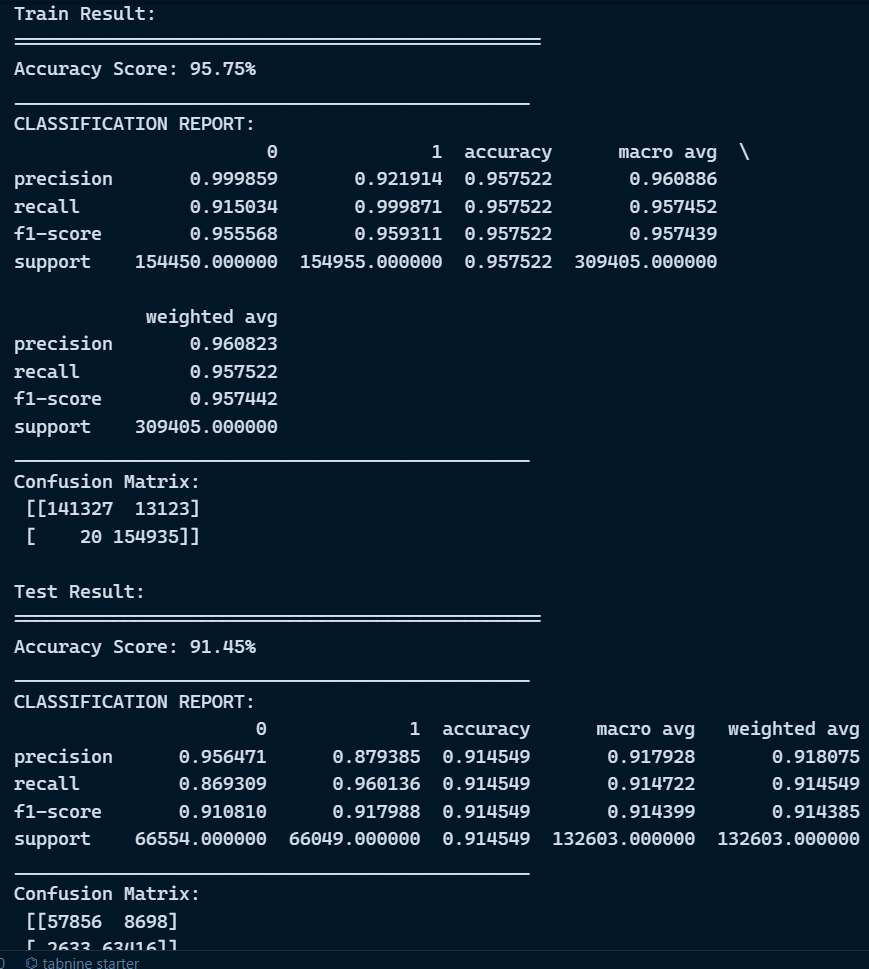 Train Result:
================================================
Accuracy Score: 95.75%
_______________________________________________
CLASSIFICATION REPORT:
                       0              1  accuracy      macro avg  \
precision       0.999859       0.921914  0.957522       0.960886
recall          0.915034       0.999871  0.957522       0.957452
f1-score        0.955568       0.959311  0.957522       0.957439
support    154450.000000  154955.000000  0.957522  309405.000000

            weighted avg
precision       0.960823
recall          0.957522
f1-score        0.957442
support    309405.000000
_______________________________________________
Confusion Matrix:
 [[141327  13123]
 [    20 154935]]

Test Result:
================================================
Accuracy Score: 91.45%
_______________________________________________
CLASSIFICATION REPORT:
                      0             1  accuracy      macro avg   weighted avg
precision      0.956471      0.879385  0.914549       0.917928       0.918075
recall         0.869309      0.960136  0.914549       0.914722       0.914549
f1-score       0.910810      0.917988  0.914549       0.914399       0.914385
support    66554.000000  66049.000000  0.914549  132603.000000  132603.000000
_______________________________________________
Confusion Matrix:
 [[57856  8698]
 [ 2633 63416]]
0 tabnine starter